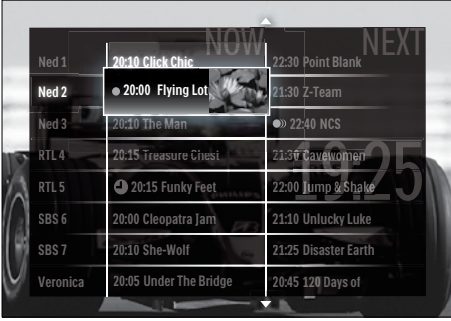 NOW NEXT
Ned 1 20:10 Click Chic 22:30 Point Blank
Ned 2 20:00 Flying Lot 21:30 Z-Team
Ned 3 20:10 The Man 22:40 NCS
RTL 4 20:15 Treasure Chest 21:30 Cavewomen
19:25
RTL 5 20:15 Funky Feet 22:00 Jump & Shake
SBS 6 20:00 Cleopatra Jam 21:10 Unlucky Luke
SBS 7 20:10 She-Wolf 21:25 Disaster Earth
Veronica 20:05 Under The Bridge 20:45 120 Days of